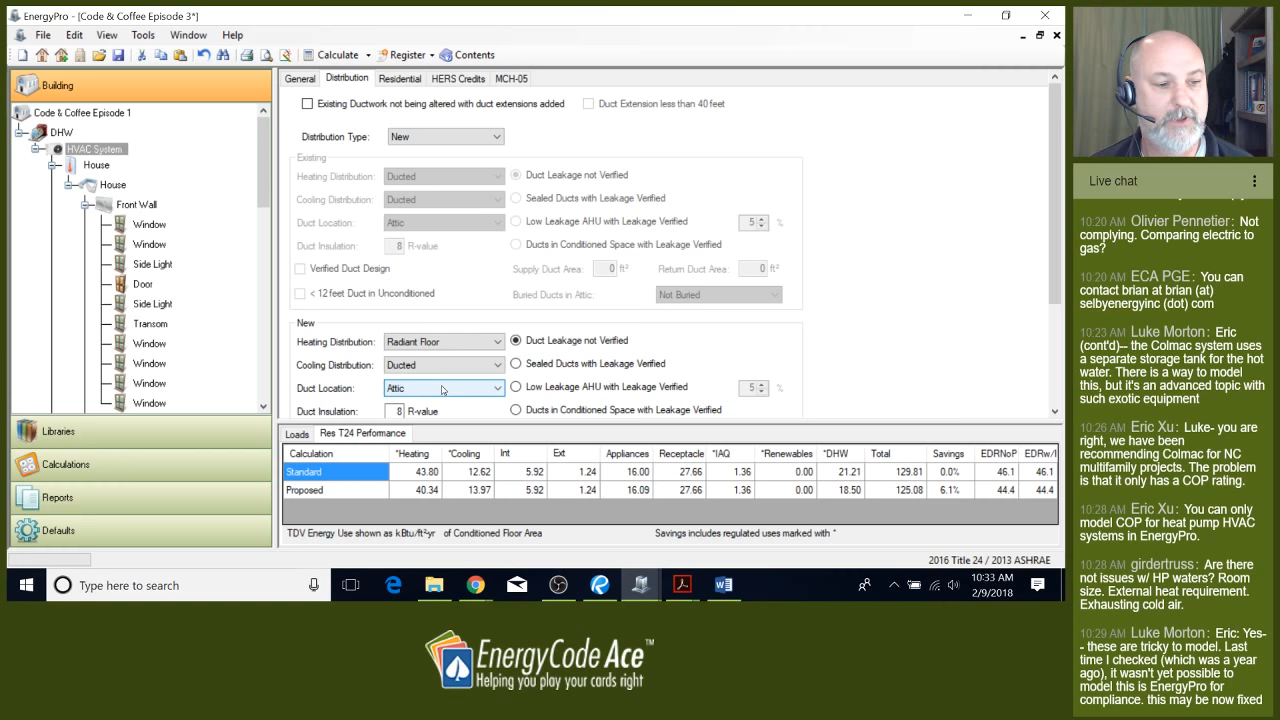 EnergyPro - [Code & Coffee Episode 3*]
File Edit View Tools Window Help
Calculate Register Contents
Building
Code & Coffee Episode 1
DHW
HVAC System
House
House
Front Wall
Window
Window
Side Light
Door
Side Light
Transom
Window
Window
Window
Window
Libraries
Calculations
Reports
Defaults
General Distribution Residential HERS Credits MCH-05
Existing Ductwork not being altered with duct extensions added Duct Extension less than 40 feet
Distribution Type: New
Existing
Heating Distribution: Ducted Duct Leakage not Verified
Cooling Distribution: Ducted Sealed Ducts with Leakage Verified
Duct Location: Attic Low Leakage AHU with Leakage Verified 5 %
Duct Insulation: 8 R-value Ducts in Conditioned Space with Leakage Verified
Verified Duct Design Supply Duct Area: 0 ft² Return Duct Area: 0 ft²
< 12 feet Duct in Unconditioned Buried Ducts in Attic: Not Buried
New
Heating Distribution: Radiant Floor Duct Leakage not Verified
Cooling Distribution: Ducted Sealed Ducts with Leakage Verified
Duct Location: Attic Low Leakage AHU with Leakage Verified 5 %
Duct Insulation: 8 R-value Ducts in Conditioned Space with Leakage Verified
Loads Res T24 Performance
Calculation *Heating *Cooling Int Ext Appliances Receptacle *IAQ *Renewables *DHW Total Savings EDRNoP EDRw/I
Standard 43.80 12.62 5.92 1.24 16.00 27.66 1.36 0.00 21.21 129.81 0.0% 46.1 46.1
Proposed 40.34 13.97 5.92 1.24 16.09 27.66 1.36 0.00 18.50 125.08 6.1% 44.4 44.4
TDV Energy Use shown as kBtu/ft²-yr of Conditioned Floor Area Savings includes regulated uses marked with *
2016 Title 24 / 2013 ASHRAE
Type here to search
10:33 AM
2/9/2018
EnergyCode Ace™
Helping you play your cards right
Live chat
10:20 AM Olivier Pennetier: Not
complying. Comparing electric to
gas?
10:20 AM ECA PGE: You can
contact brian at brian (at)
selbyenergyinc (dot) com
10:23 AM Luke Morton: Eric
(cont'd)-- the Colmac system uses
a separate storage tank for the hot
water. There is a way to model
this, but it's an advanced topic with
such exotic equipment
10:26 AM Eric Xu: Luke- you are
right, we have been
recommending Colmac for NC
multifamily projects. The problem
is that it only has a COP rating.
10:28 AM Eric Xu: You can only
model COP for heat pump HVAC
systems in EnergyPro.
10:28 AM girdertruss: Are there
not issues w/ HP waters? Room
size. External heat requirement.
Exhausting cold air.
10:29 AM Luke Morton: Eric: Yes-
- these are tricky to model. Last
time I checked (which was a year
ago), it wasn't yet possible to
model this is EnergyPro for
compliance. this may be now fixed